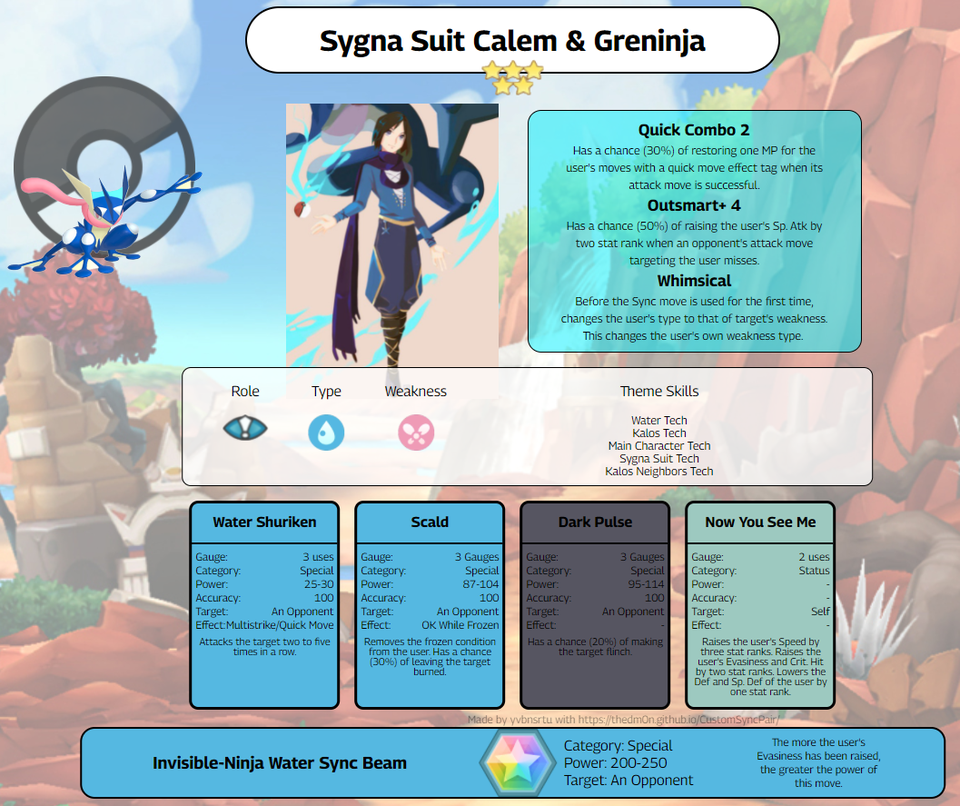 Sygna Suit Calem & Greninja
Quick Combo 2
Has a chance (30%) of restoring one MP for the
user's moves with a quick move effect tag when its
attack move is successful.
Outsmart+ 4
Has a chance (50%) of raising the user's Sp. Atk by
two stat rank when an opponent's attack move
targeting the user misses.
Whimsical
Before the Sync move is used for the first time,
changes the user's type to that of target's weakness.
This changes the user's own weakness type.
Role Type Weakness Theme Skills
Water Tech
Kalos Tech
Main Character Tech
Sygna Suit Tech
Kalos Neighbors Tech
Water Shuriken
Gauge: 3 uses
Category: Special
Power: 25-30
Accuracy: 100
Target: An Opponent
Effect:Multistrike/Quick Move
Attacks the target two to five
times in a row.
Scald
Gauge: 3 Gauges
Category: Special
Power: 87-104
Accuracy: 100
Target: An Opponent
Effect: OK While Frozen
Removes the frozen condition
from the user. Has a chance
(30%) of leaving the target
burned.
Dark Pulse
Gauge: 3 Gauges
Category: Special
Power: 95-114
Accuracy: 100
Target: An Opponent
Effect: -
Has a chance (20%) of making
the target flinch.
Now You See Me
Gauge: 2 uses
Category: Status
Power: -
Accuracy: -
Target: Self
Effect: -
Raises the user's Speed by
three stat ranks. Raises the
user's Evasiness and Crit. Hit
by two stat ranks. Lowers the
Def and Sp. Def of the user by
one stat rank.
Made by yvbnsrtu with https://thedm0n.github.io/CustomSyncPair/
Invisible-Ninja Water Sync Beam
Category: Special
Power: 200-250
Target: An Opponent
The more the user's
Evasiness has been raised,
the greater the power of
this move.